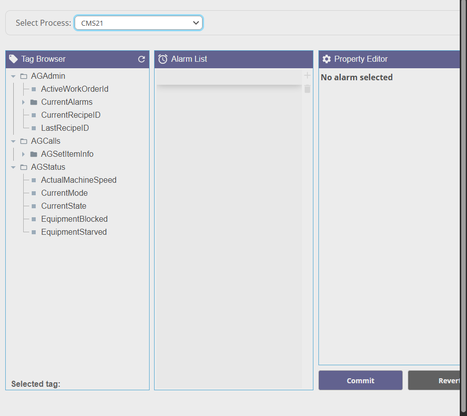 Select Process: CMS21
Tag Browser
AGAdmin
ActiveWorkOrderId
CurrentAlarms
CurrentRecipeID
LastRecipeID
AGCalls
AGSetItemInfo
AGStatus
ActualMachineSpeed
CurrentMode
CurrentState
EquipmentBlocked
EquipmentStarved
Selected tag:
Alarm List
Property Editor
No alarm selected
Commit
Revert